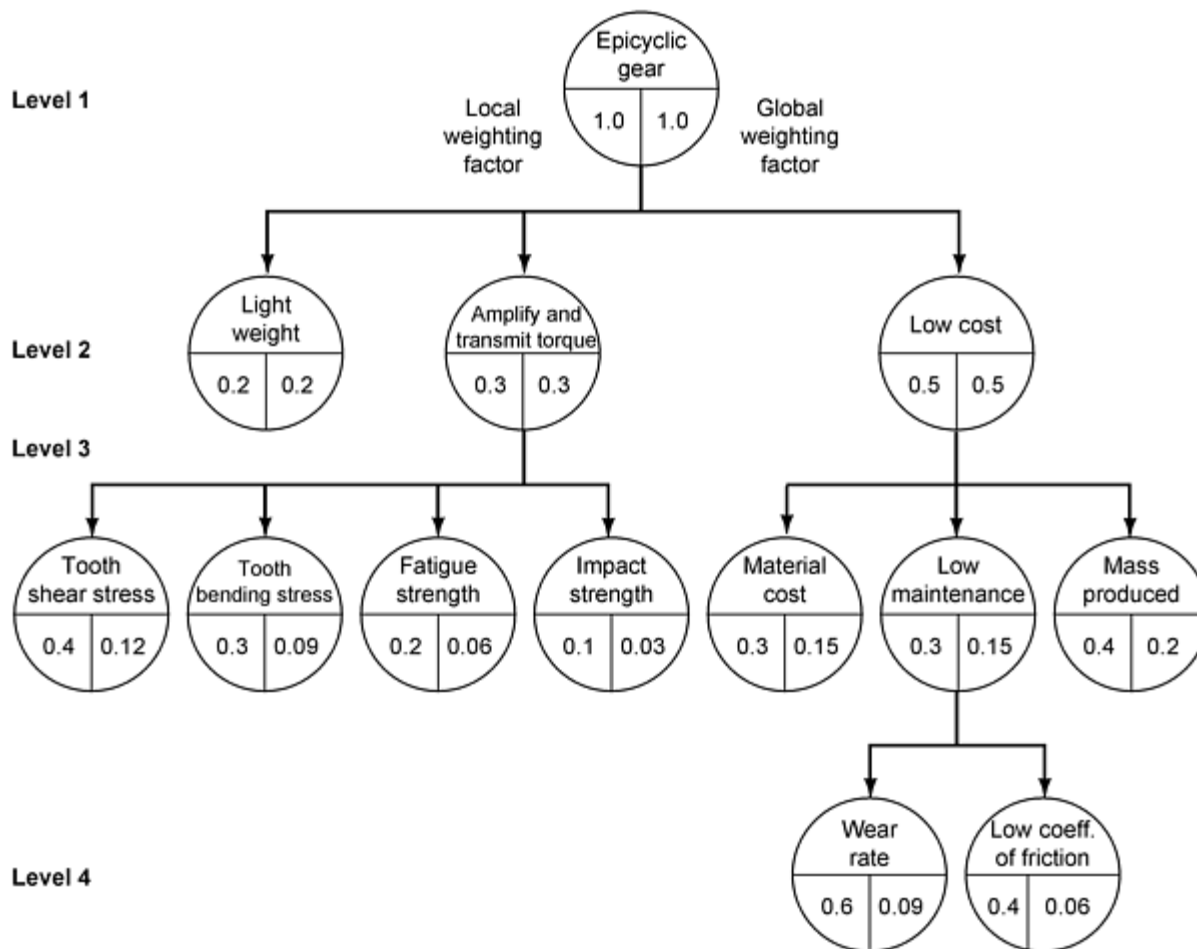 Epicyclic
gear
Level 1
1.0 1.0
Local
weighting
factor
Global
weighting
factor
Light
weight
0.2 0.2
Amplify and
transmit torque
0.3 0.3
Low cost
0.5 0.5
Level 2
Level 3
Tooth
shear stress
0.4 0.12
Tooth
bending stress
0.3 0.09
Fatigue
strength
0.2 0.06
Impact
strength
0.1 0.03
Material
cost
0.3 0.15
Low
maintenance
0.3 0.15
Mass
produced
0.4 0.2
Wear
rate
0.6 0.09
Low coeff.
of friction
0.4 0.06
Level 4